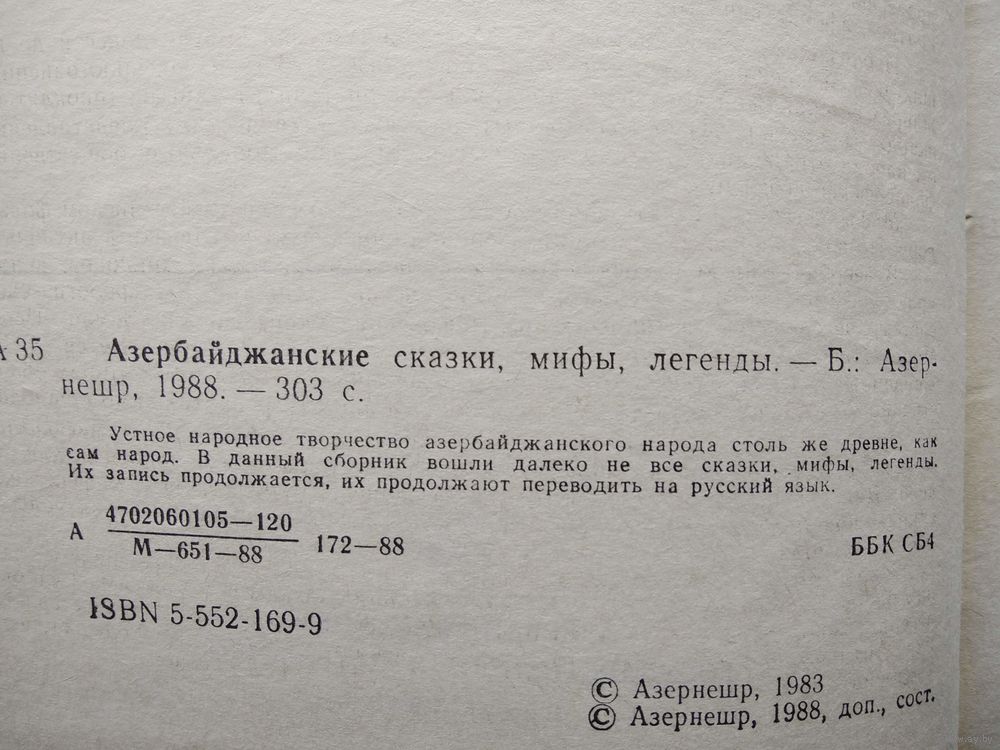 А 35 Азербайджанские сказки, мифы, легенды. — Б.: Азер-
нешр, 1988. — 303 с.
Устное народное творчество азербайджанского народа столь же древне, как
сам народ. В данный сборник вошли далеко не все сказки, мифы, легенды.
Их запись продолжается, их продолжают переводить на русский язык.
4702060105—120
А 172—88
М—651—88
ББК СБ4
ISBN 5-552-169-9
© Азернешр, 1983
© Азернешр, 1988, доп., сост.